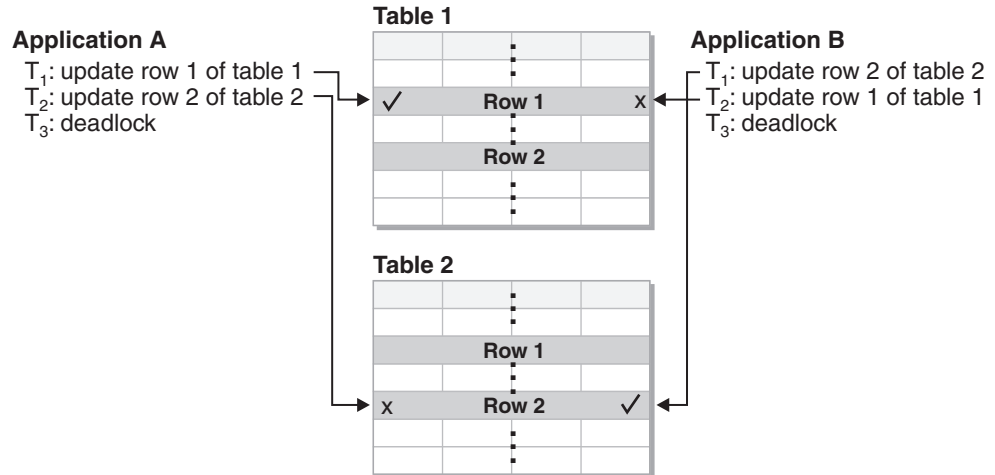 Table 1
Application A
T₁: update row 1 of table 1
T₂: update row 2 of table 2
T₃: deadlock
Application B
T₁: update row 2 of table 2
T₂: update row 1 of table 1
T₃: deadlock
✓ Row 1 x
Row 2
Table 2
Row 1
x Row 2 ✓